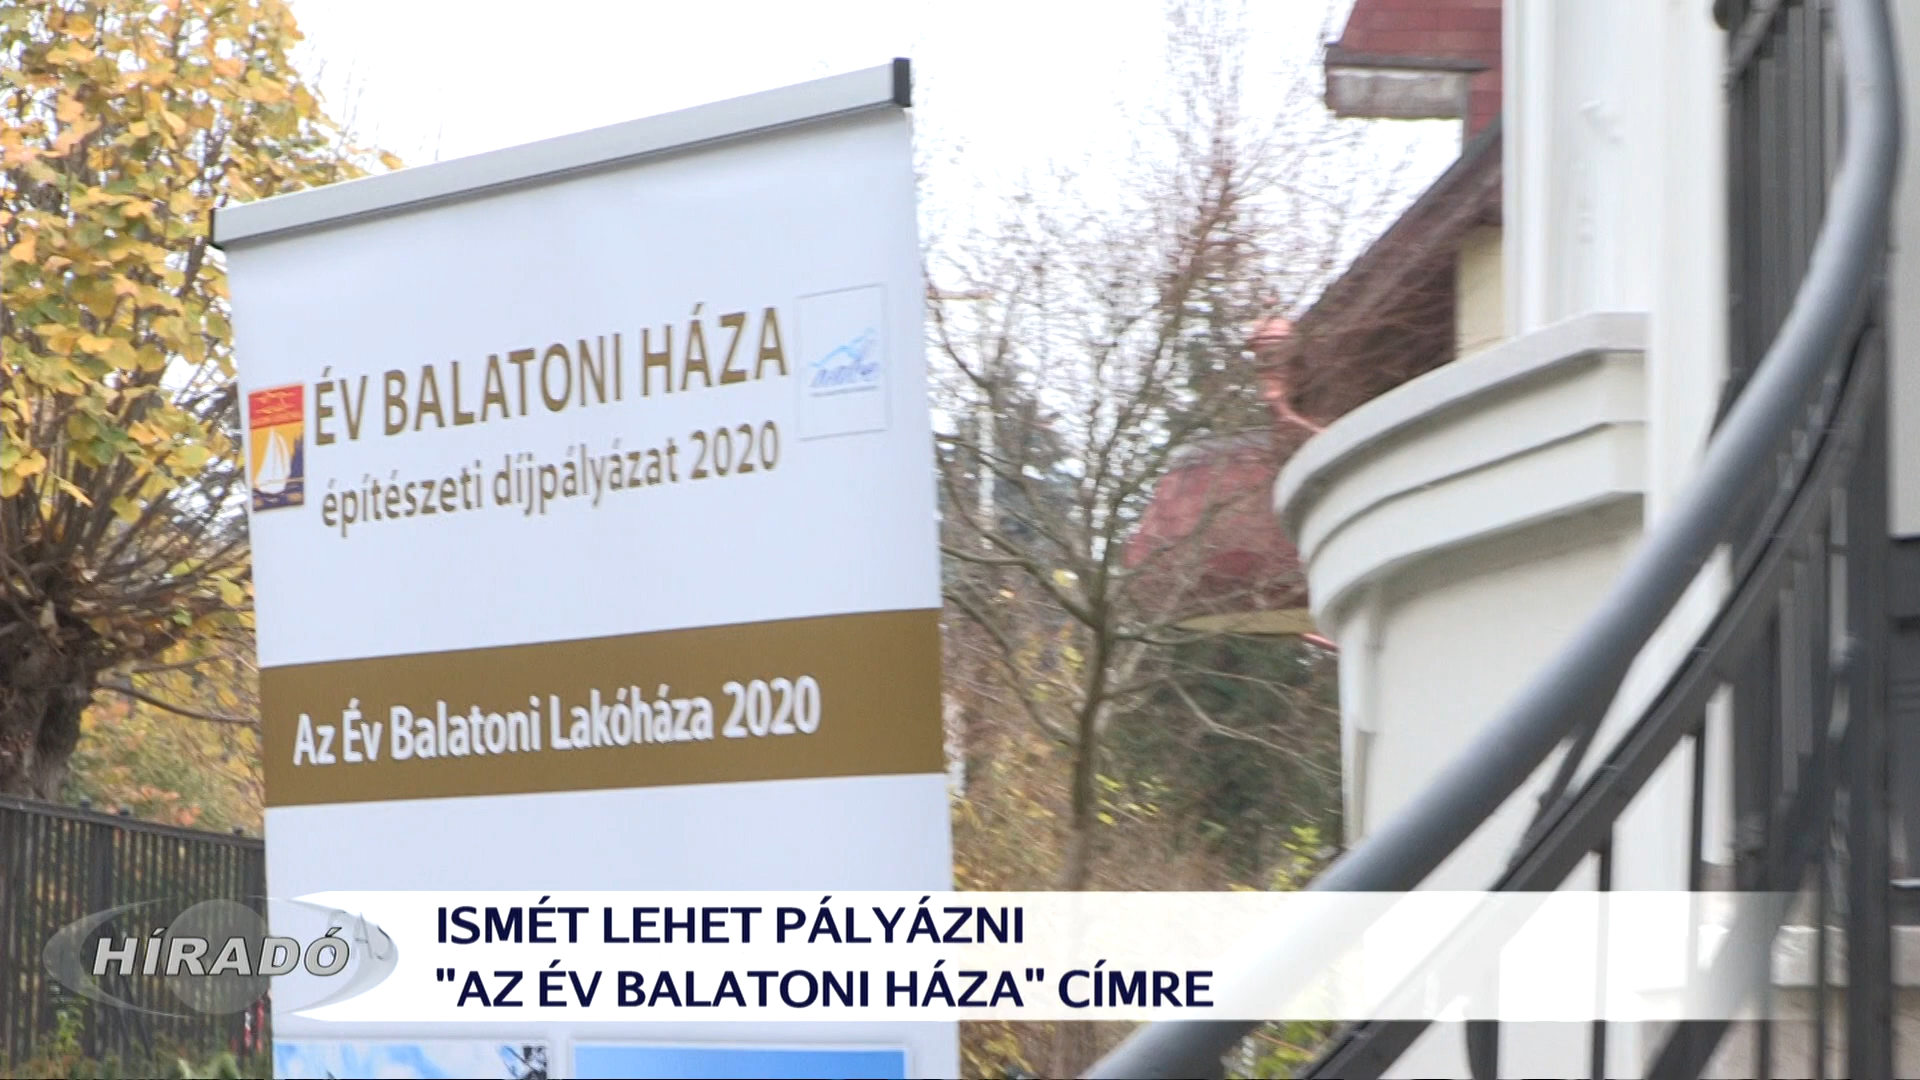 ÉV BALATONI HÁZA
építészeti díjpályázat 2020
Az Év Balatoni Lakóháza 2020
HÍRADÓ
ISMÉT LEHET PÁLYÁZNI
"AZ ÉV BALATONI HÁZA" CÍMRE